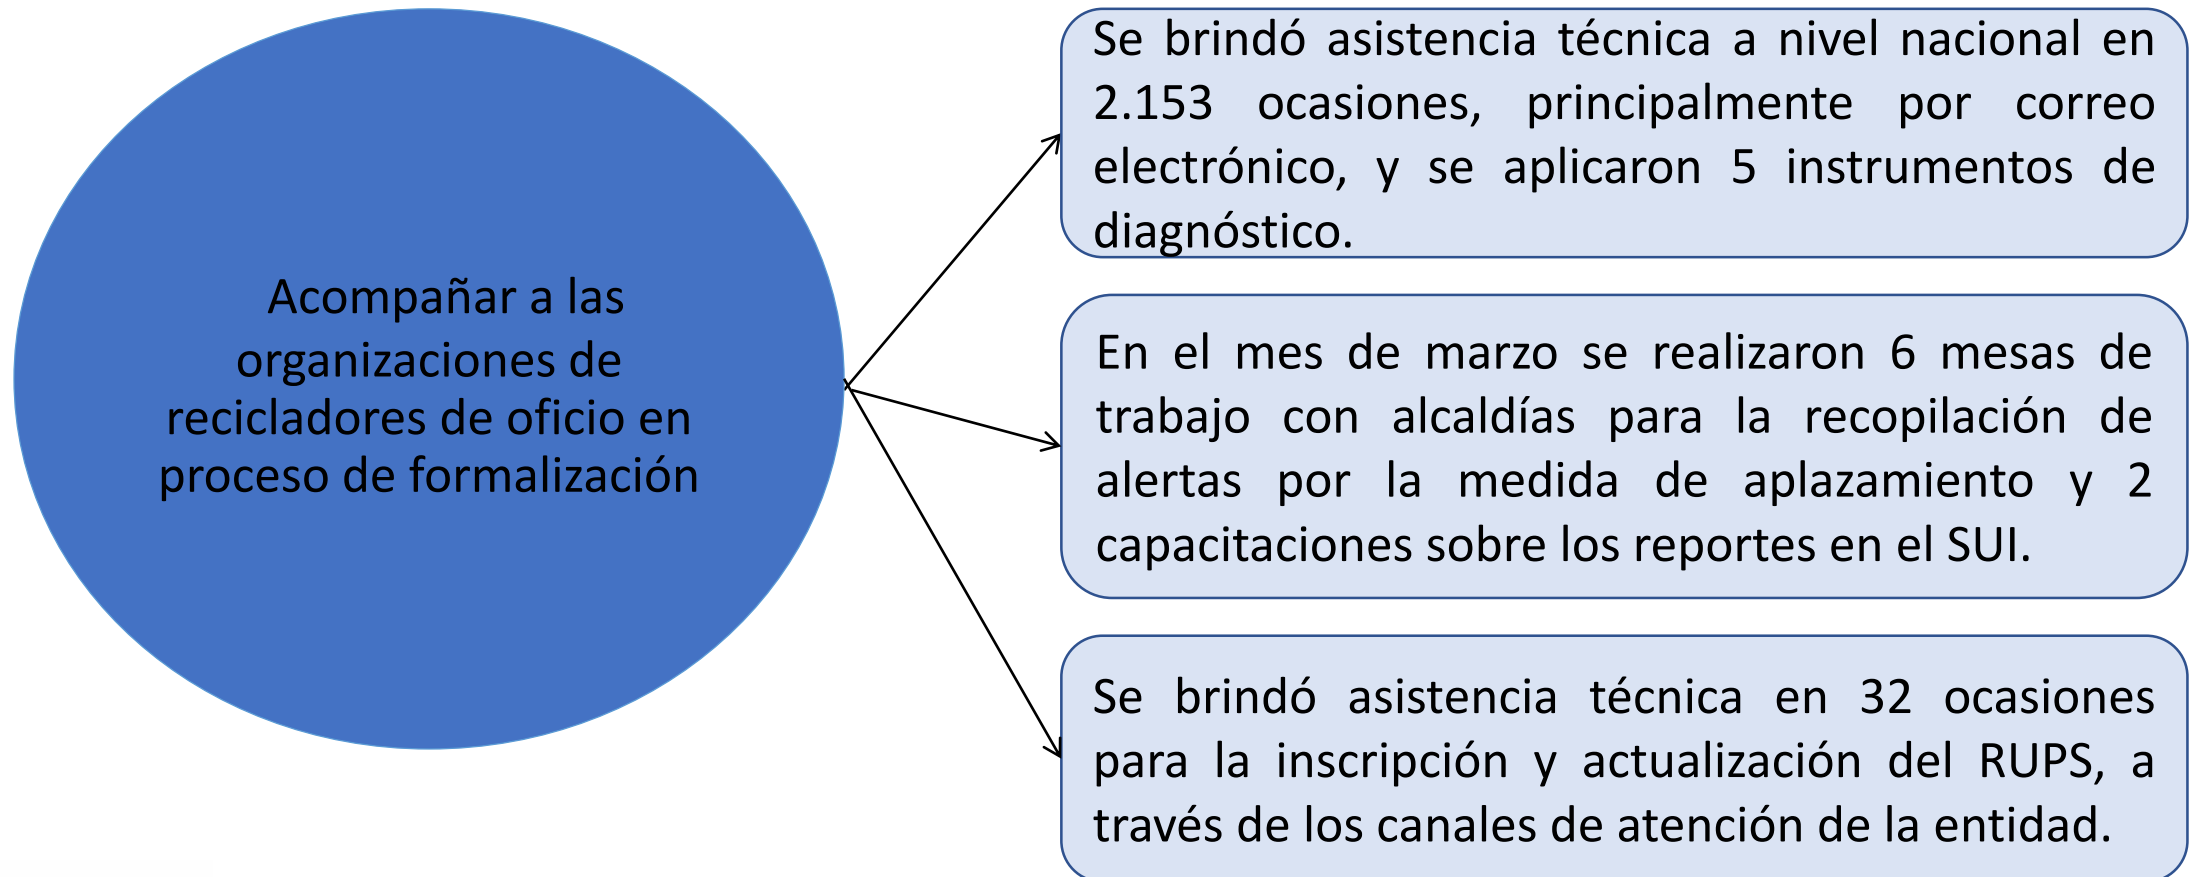 Acompañar a las
organizaciones de
recicladores de oficio en
proceso de formalización
Se brindó asistencia técnica a nivel nacional en
2.153 ocasiones, principalmente por correo
electrónico, y se aplicaron 5 instrumentos de
diagnóstico.
En el mes de marzo se realizaron 6 mesas de
trabajo con alcaldías para la recopilación de
alertas por la medida de aplazamiento y 2
capacitaciones sobre los reportes en el SUI.
Se brindó asistencia técnica en 32 ocasiones
para la inscripción y actualización del RUPS, a
través de los canales de atención de la entidad.